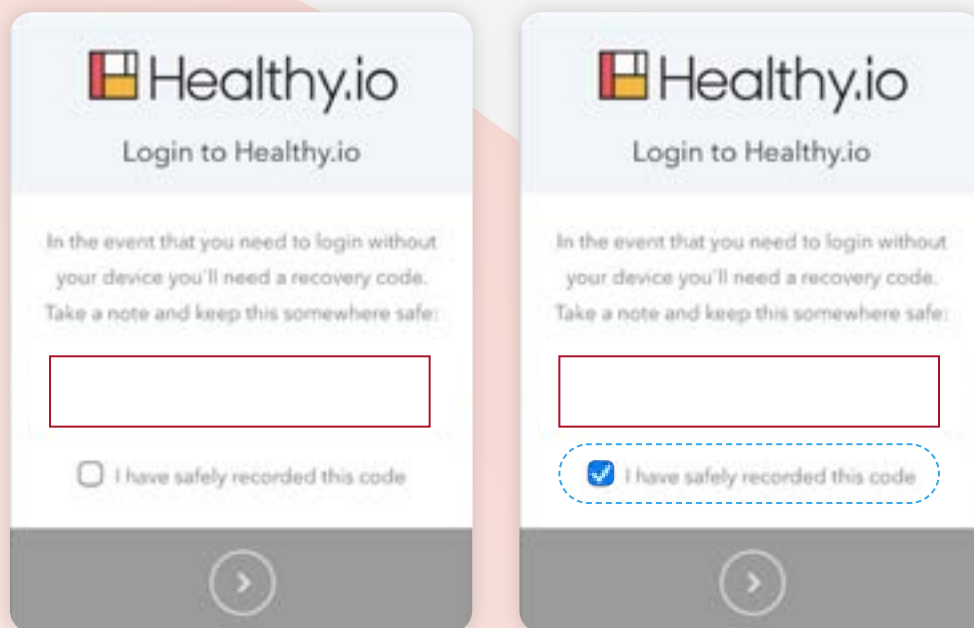 Healthy.io
Login to Healthy.io
In the event that you need to login without
your device you'll need a recovery code.
Take a note and keep this somewhere safe:
I have safely recorded this code
Healthy.io
Login to Healthy.io
In the event that you need to login without
your device you'll need a recovery code.
Take a note and keep this somewhere safe:
I have safely recorded this code